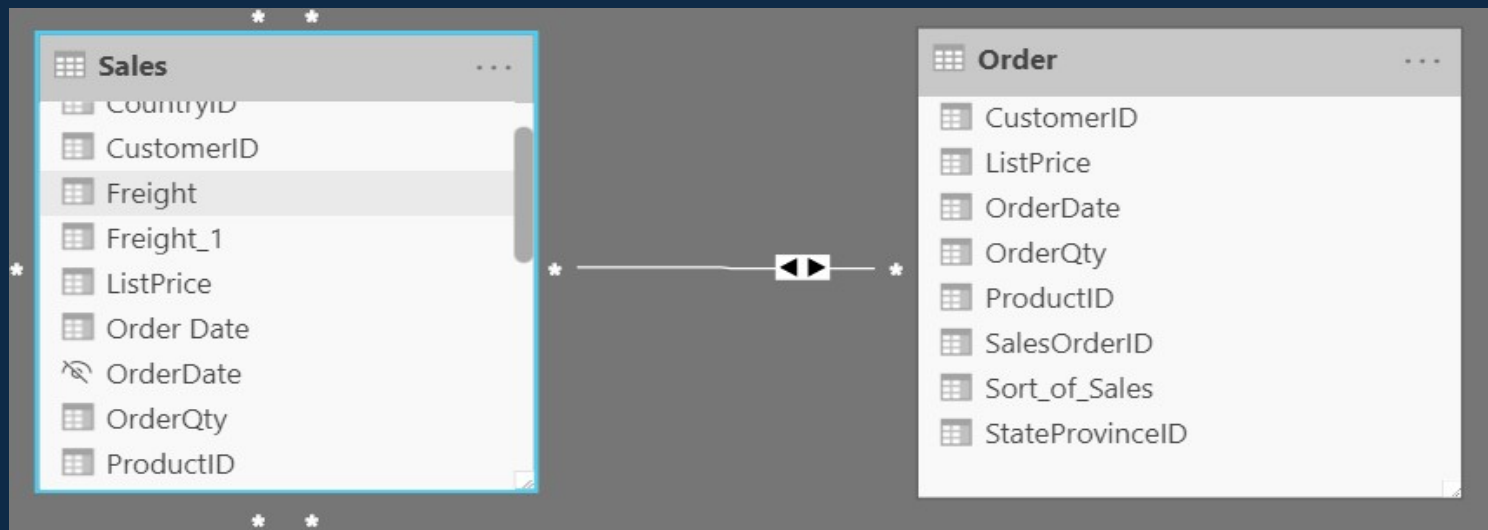 * *
Sales ...
CountryID
CustomerID
Freight
Freight_1
ListPrice
Order Date
OrderDate
OrderQty
ProductID
* * *
* *
Order ...
CustomerID
ListPrice
OrderDate
OrderQty
ProductID
SalesOrderID
Sort_of_Sales
StateProvinceID